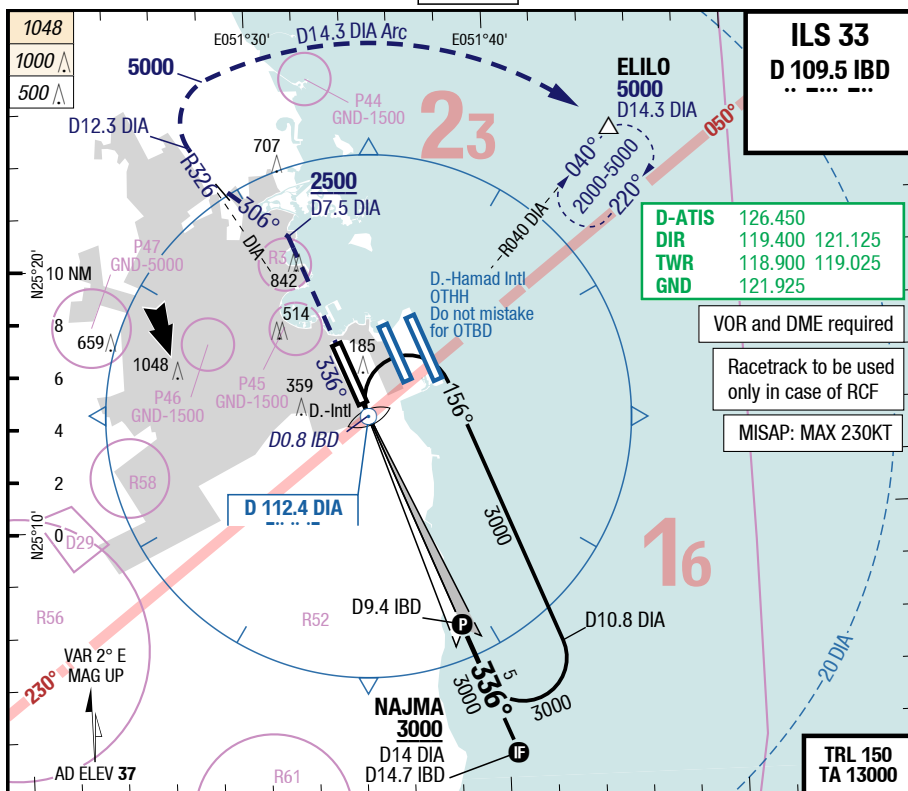 1048
1000
500
ILS 33
D 109.5 IBD
E051°30'
D14.3 DIA Arc
E051°40'
5000
D12.3 DIA
P44
GND-1500
ELILO
5000
D14.3 DIA
050°
23
707
R326
306°
DIA
2500
D7.5 DIA
040°
2000-5000
220°
R040 DIA
D-ATIS 126.450
DIR 119.400 121.125
TWR 118.900 119.025
GND 121.925
VOR and DME required
Racetrack to be used
only in case of RCF
MISAP: MAX 230KT
N25°20'
10 NM
8
6
4
2
0
N25°10'
P47
GND-5000
R3
842
D.-Hamad Intl
OTHH
Do not mistake
for OTBD
659
1048
P46
GND-1500
514
P45
GND-1500
185
359
D.-Intl
336°
D0.8 IBD
156°
3000
R58
D 112.4 DIA
D29
16
R56
R52
D9.4 IBD
P
D10.8 DIA
20 DIA
VAR 2° E
MAG UP
230°
5
336°
3000
3000
NAJMA
3000
D14 DIA
D14.7 IBD
IF
AD ELEV 37
R61
TRL 150
TA 13000